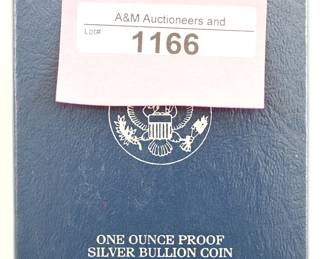 A&M Auctioneers and
Lot#
1166
ONE OUNCE PROOF
SILVER BULLION COIN